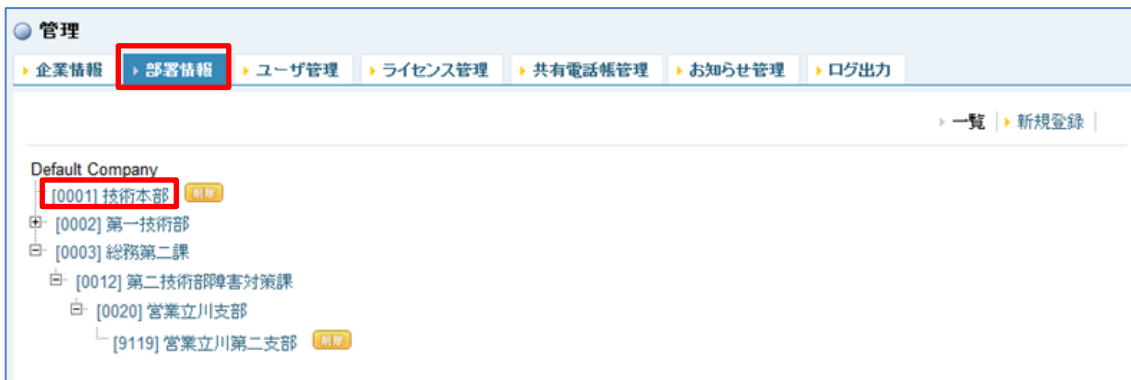 管理
企業情報 部署情報 ユーザ管理 ライセンス管理 共有電話帳管理 お知らせ管理 ログ出力
一覧 新規登録
Default Company
[0001] 技術本部 削除
[0002] 第一技術部
[0003] 総務第二課
[0012] 第二技術部障害対策課
[0020] 営業立川支部
[9119] 営業立川第二支部 削除